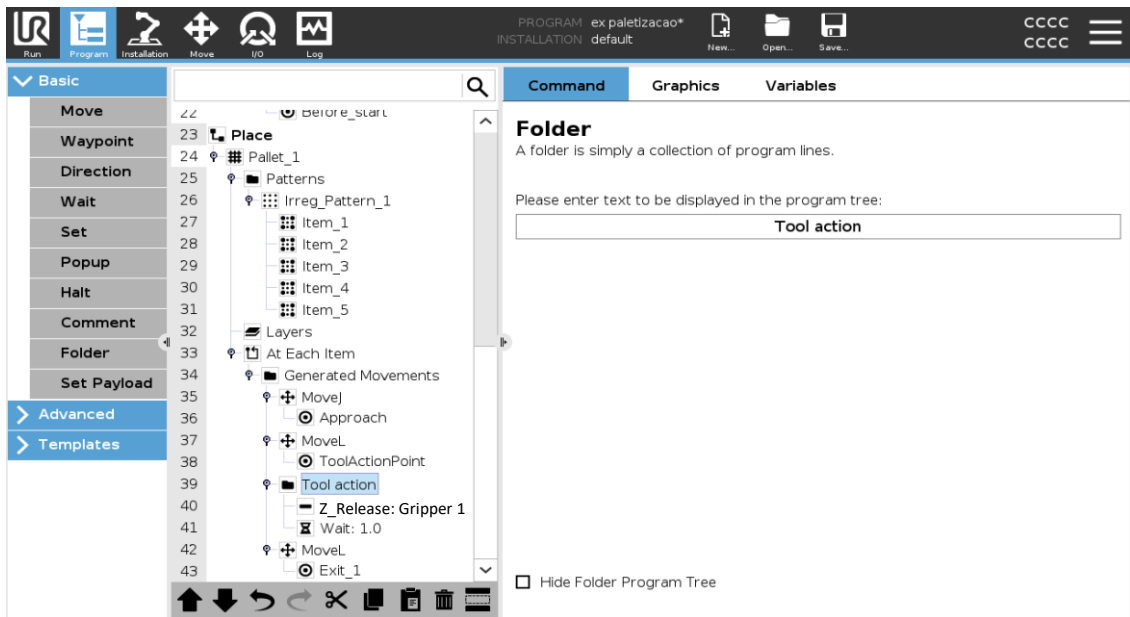 PROGRAM ex paletizacao*
INSTALLATION default
CCCC
CCCC
Run Program Installation Move I/O Log New... Open... Save...
Basic
Move
Waypoint
Direction
Wait
Set
Popup
Halt
Comment
Folder
Set Payload
Advanced
Templates
22 Before_start
23 Place
24 Pallet_1
25 Patterns
26 Irreg_Pattern_1
27 Item_1
28 Item_2
29 Item_3
30 Item_4
31 Item_5
32 Layers
33 At Each Item
34 Generated Movements
35 MoveJ
36 Approach
37 MoveL
38 ToolActionPoint
39 Tool action
40 Z_Release: Gripper 1
41 Wait: 1.0
42 MoveL
43 Exit_1
Command Graphics Variables
Folder
A folder is simply a collection of program lines.
Please enter text to be displayed in the program tree:
Tool action
Hide Folder Program Tree